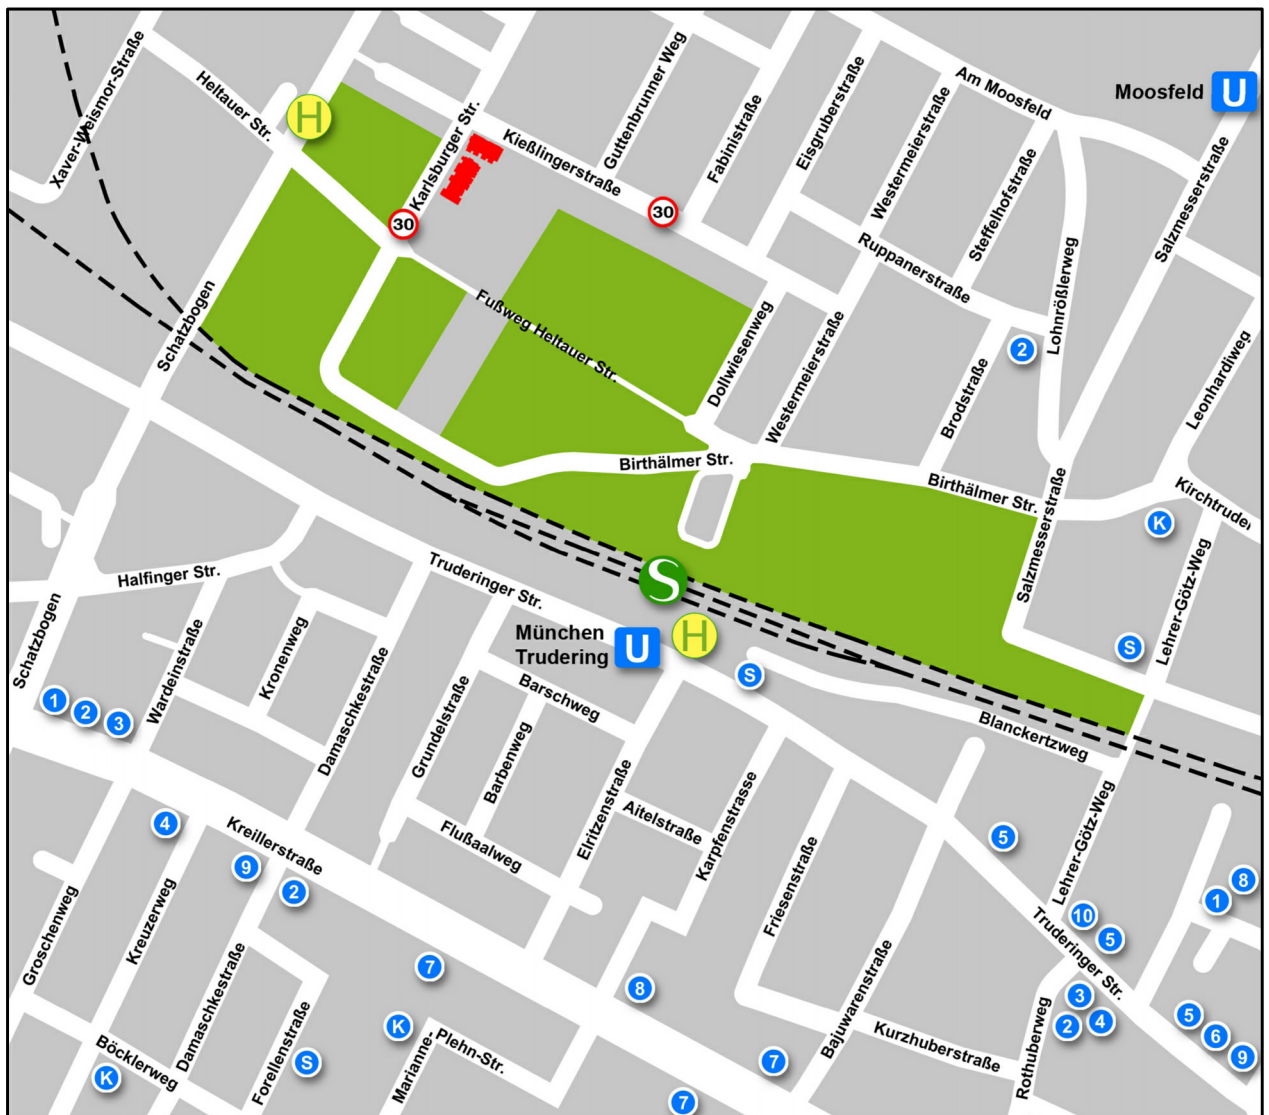 Xaver-Weismor-Straße
Heltauer Str.
H
Karlsburger Str.
Kießlingerstraße
Guttenbrunner Weg
Fabinistraße
Eisgruberstraße
Westermeierstraße
Am Moosfeld
Steffelhofstraße
Moosfeld
U
Salzmesserstraße
30
30
Ruppanerstraße
Lohnrößlerweg
Schatzbogen
Fußweg Heltauer Str.
Dollwiesenweg
Westermeierstraße
2
Brodstraße
Leonhardiweg
Birthälmer Str.
Birthälmer Str.
Kirchtruder
K
Salzmesserstraße
Lehrer-Götz-Weg
S
Halfinger Str.
Truderinger Str.
S
H
München
Trudering
U
S
Schatzbogen
1
2
3
Wardeinstraße
Kronenweg
Damaschkestraße
Grundelstraße
Barschweg
Barbenweg
Elritzenstraße
Aitelstraße
Karpfenstrasse
Flußaalweg
Blanckertzweg
Lehrer-Götz-Weg
Friesenstraße
5
4
Kreillerstraße
9
2
Groschenweg
Kreuzerweg
Damaschkestraße
7
8
Bajuwarenstraße
10
5
Truderinger Str.
8
1
3
2
4
5
6
9
Böcklerweg
K
Forellenstraße
S
K
Marianne-
Plehn-Str.
7
7
Kurzhuberstraße
Rothuberweg